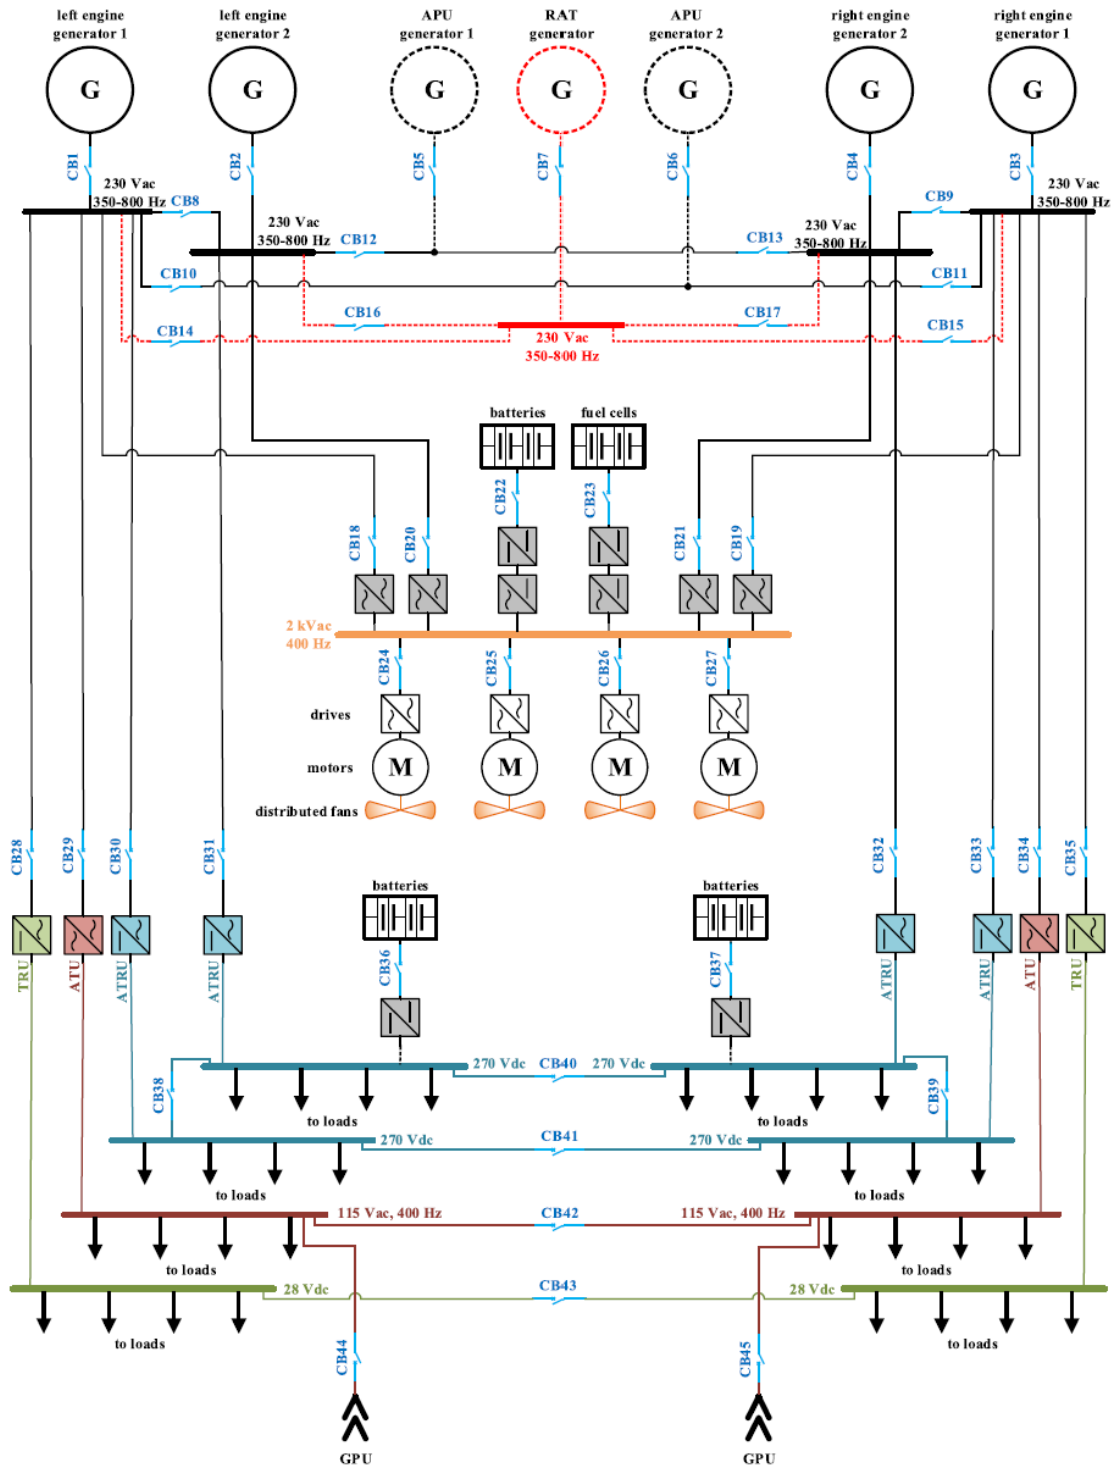 left engine
generator 1
left engine
generator 2
APU
generator 1
RAT
generator
APU
generator 2
right engine
generator 2
right engine
generator 1
G
G
G
G
G
G
G
CB1
CB2
CB5
CB7
CB6
CB4
CB3
230 Vac
350-800 Hz
CB8
CB9
230 Vac
350-800 Hz
230 Vac
350-800 Hz
CB12
CB13
230 Vac
350-800 Hz
CB10
CB11
CB16
CB17
CB14
CB15
230 Vac
350-800 Hz
batteries
fuel cells
CB22
CB23
CB18
CB20
CB21
CB19
2 kVac
400 Hz
CB24
CB25
CB26
CB27
drives
motors
M
M
M
M
distributed fans
CB28
CB29
CB30
CB31
CB32
CB33
CB34
CB35
batteries
batteries
TRU
ATU
ATRU
ATRU
CB36
CB37
ATRU
ATRU
ATU
TRU
270 Vdc
CB40
270 Vdc
CB38
CB39
to loads
to loads
270 Vdc
CB41
270 Vdc
to loads
to loads
115 Vac, 400 Hz
CB42
115 Vac, 400 Hz
to loads
to loads
28 Vdc
CB43
28 Vdc
to loads
to loads
CB44
CB45
GPU
GPU